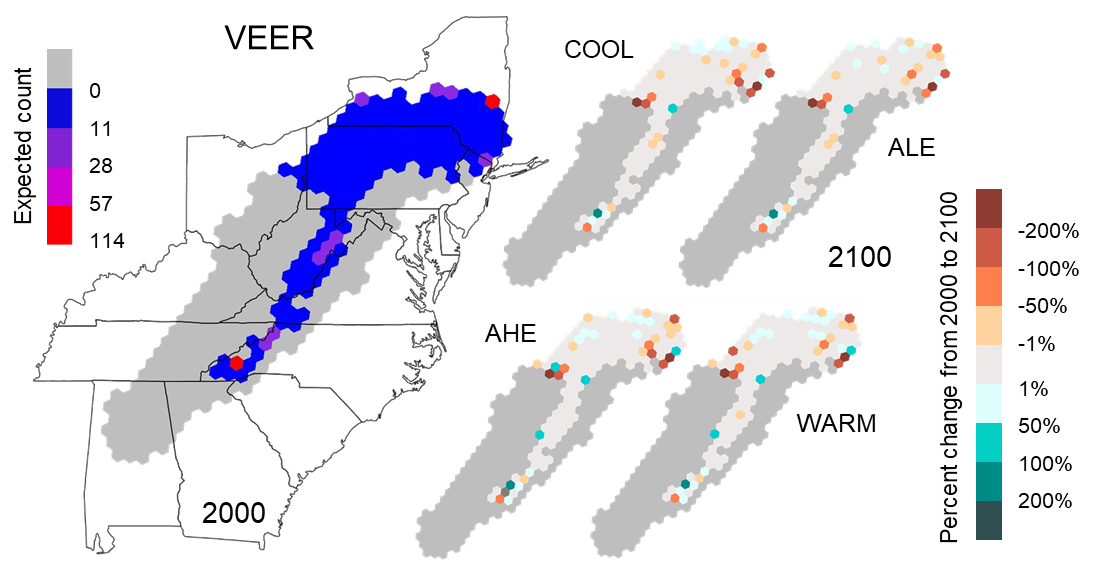 VEER
Expected count
0
11
28
57
114
2000
COOL
ALE
2100
AHE
WARM
Percent change from 2000 to 2100
-200%
-100%
-50%
-1%
1%
50%
100%
200%